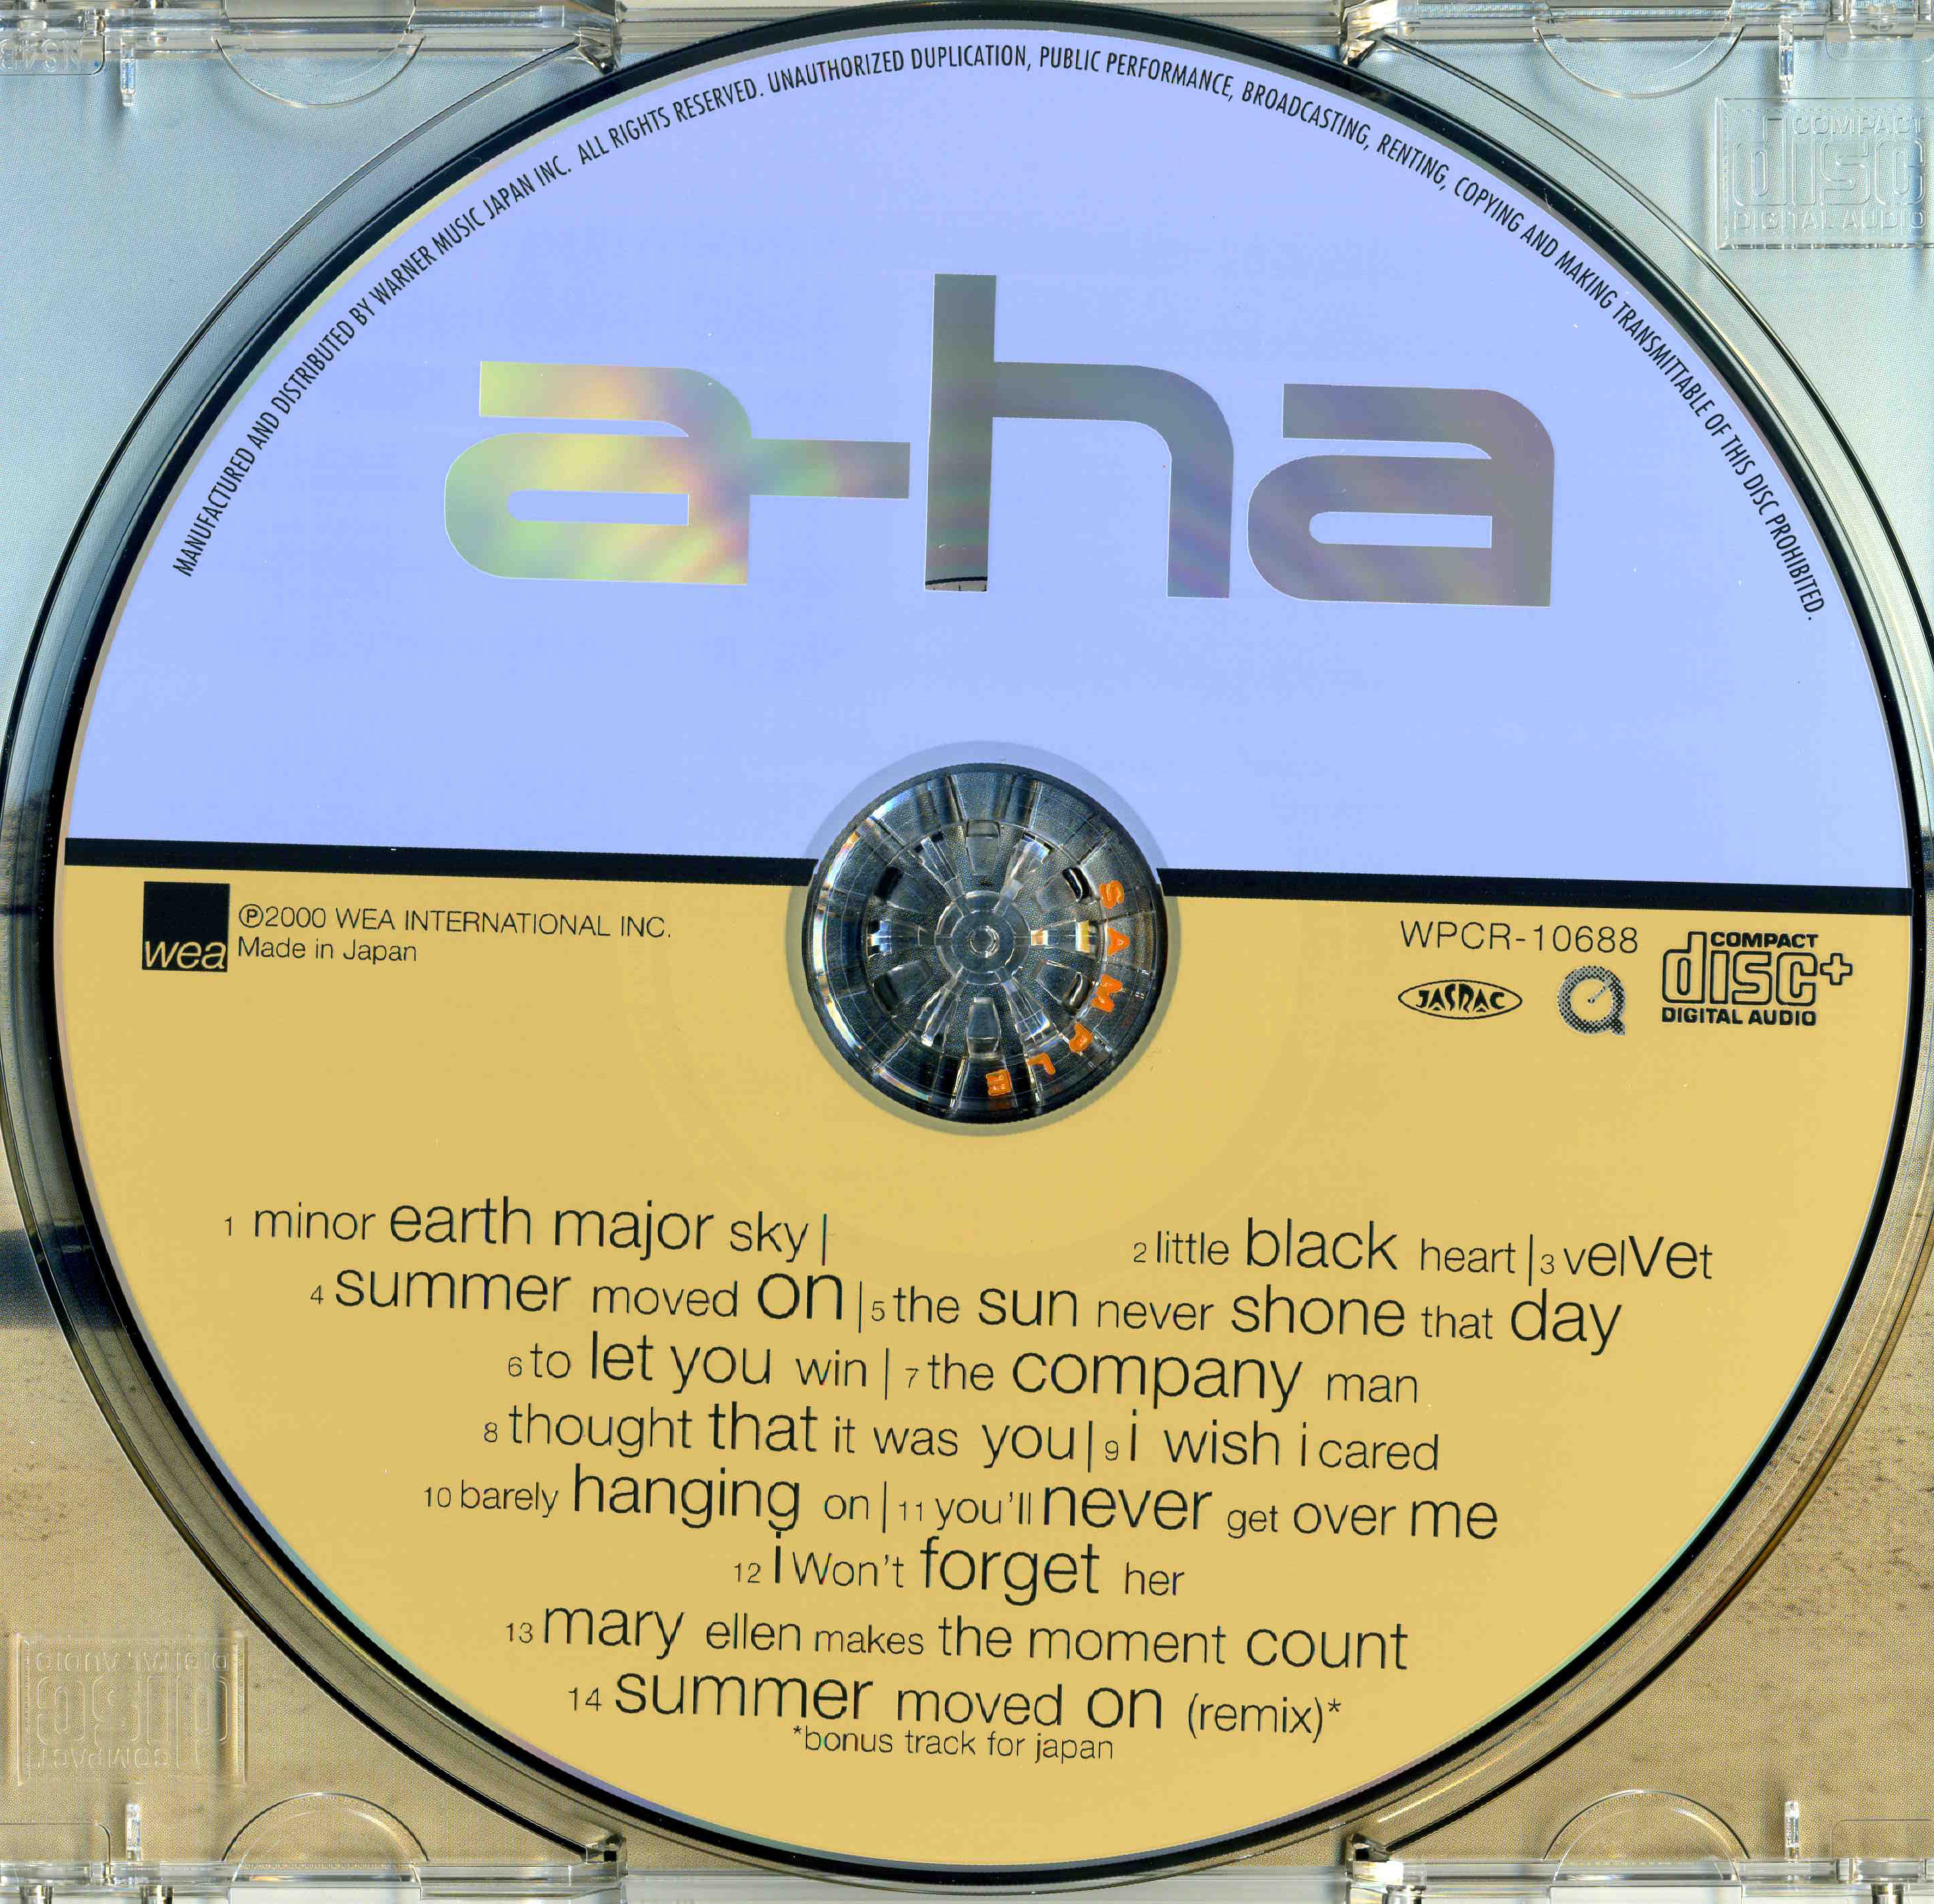 MANUFACTURED AND DISTRIBUTED BY WARNER MUSIC JAPAN INC. ALL RIGHTS RESERVED. UNAUTHORIZED DUPLICATION, PUBLIC PERFORMANCE, BROADCASTING, RENTING, COPYING AND MAKING TRANSMITTABLE OF THIS DISC PROHIBITED.
COMPACT
disc
DIGITAL AUDIO
a-ha
wea
℗2000 WEA INTERNATIONAL INC.
Made in Japan
SAMPLE
WPCR-10688
JASRAC
COMPACT
disc+
DIGITAL AUDIO
1 minor earth major sky| 2 little black heart|3 velVet
4 summer moved on|5 the sun never shone that day
6 to let you win|7 the company man
8 thought that it was you|9 i wish i cared
10 barely hanging on|11 you'll never get over me
12 i Won't forget her
13 mary ellen makes the moment count
14 summer moved on (remix)*
*bonus track for japan
COMPACT
disc
DIGITAL AUDIO